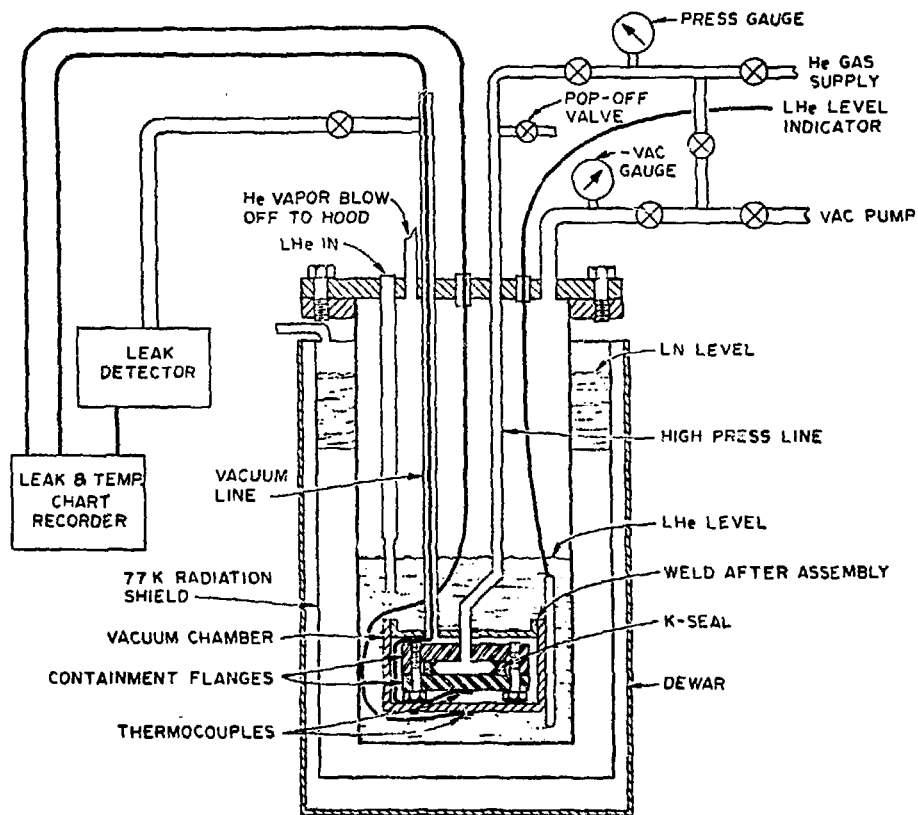 PRESS GAUGE
He GAS
SUPPLY
POP-OFF
VALVE
LHe LEVEL
INDICATOR
-VAC
GAUGE
He VAPOR BLOW
OFF TO HOOD
VAC PUMP
LHe IN
LEAK
DETECTOR
LN LEVEL
HIGH PRESS LINE
VACUUM
LINE
LEAK & TEMP
CHART
RECORDER
LHe LEVEL
77 K RADIATION
SHIELD
WELD AFTER ASSEMBLY
VACUUM CHAMBER
K-SEAL
CONTAINMENT FLANGES
DEWAR
THERMOCOUPLES